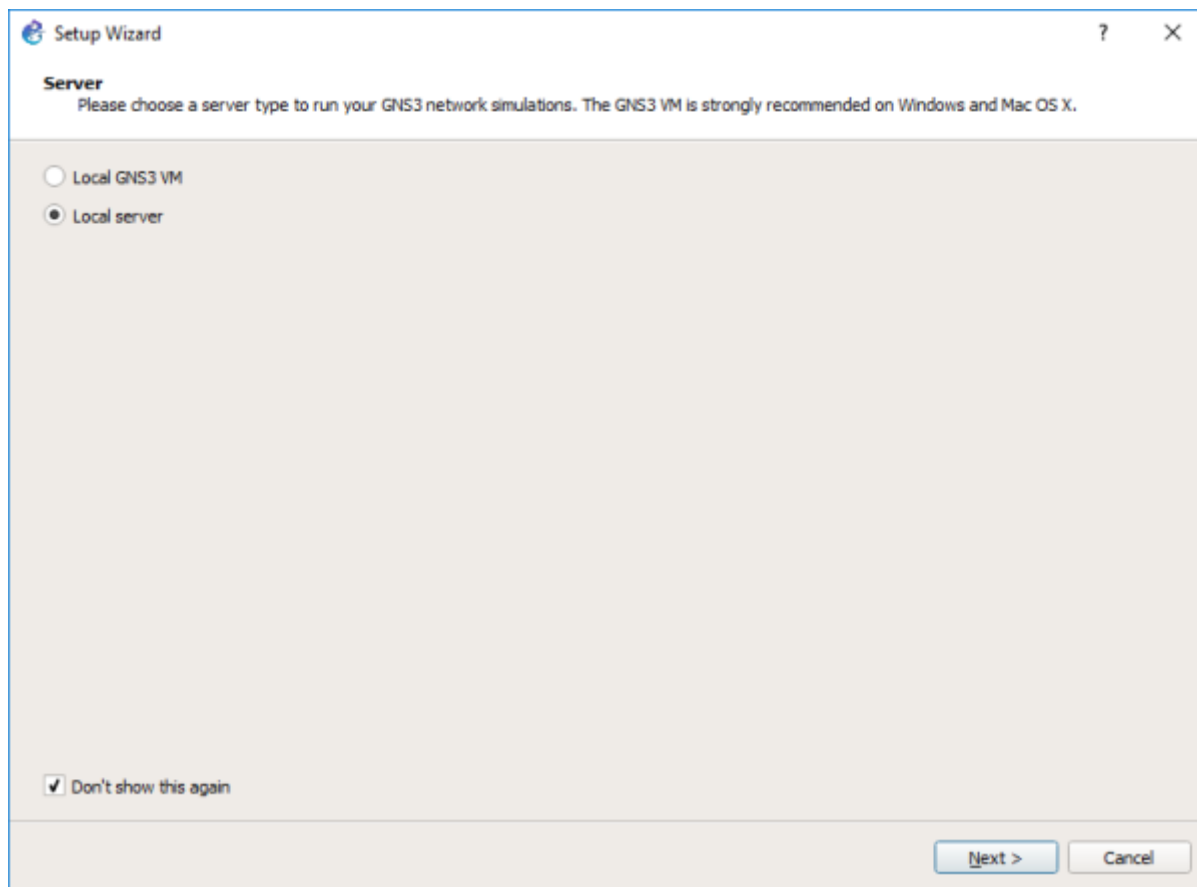 Setup Wizard
Server
Please choose a server type to run your GNS3 network simulations. The GNS3 VM is strongly recommended on Windows and Mac OS X.
Local GNS3 VM
Local server
Don't show this again
Next >
Cancel